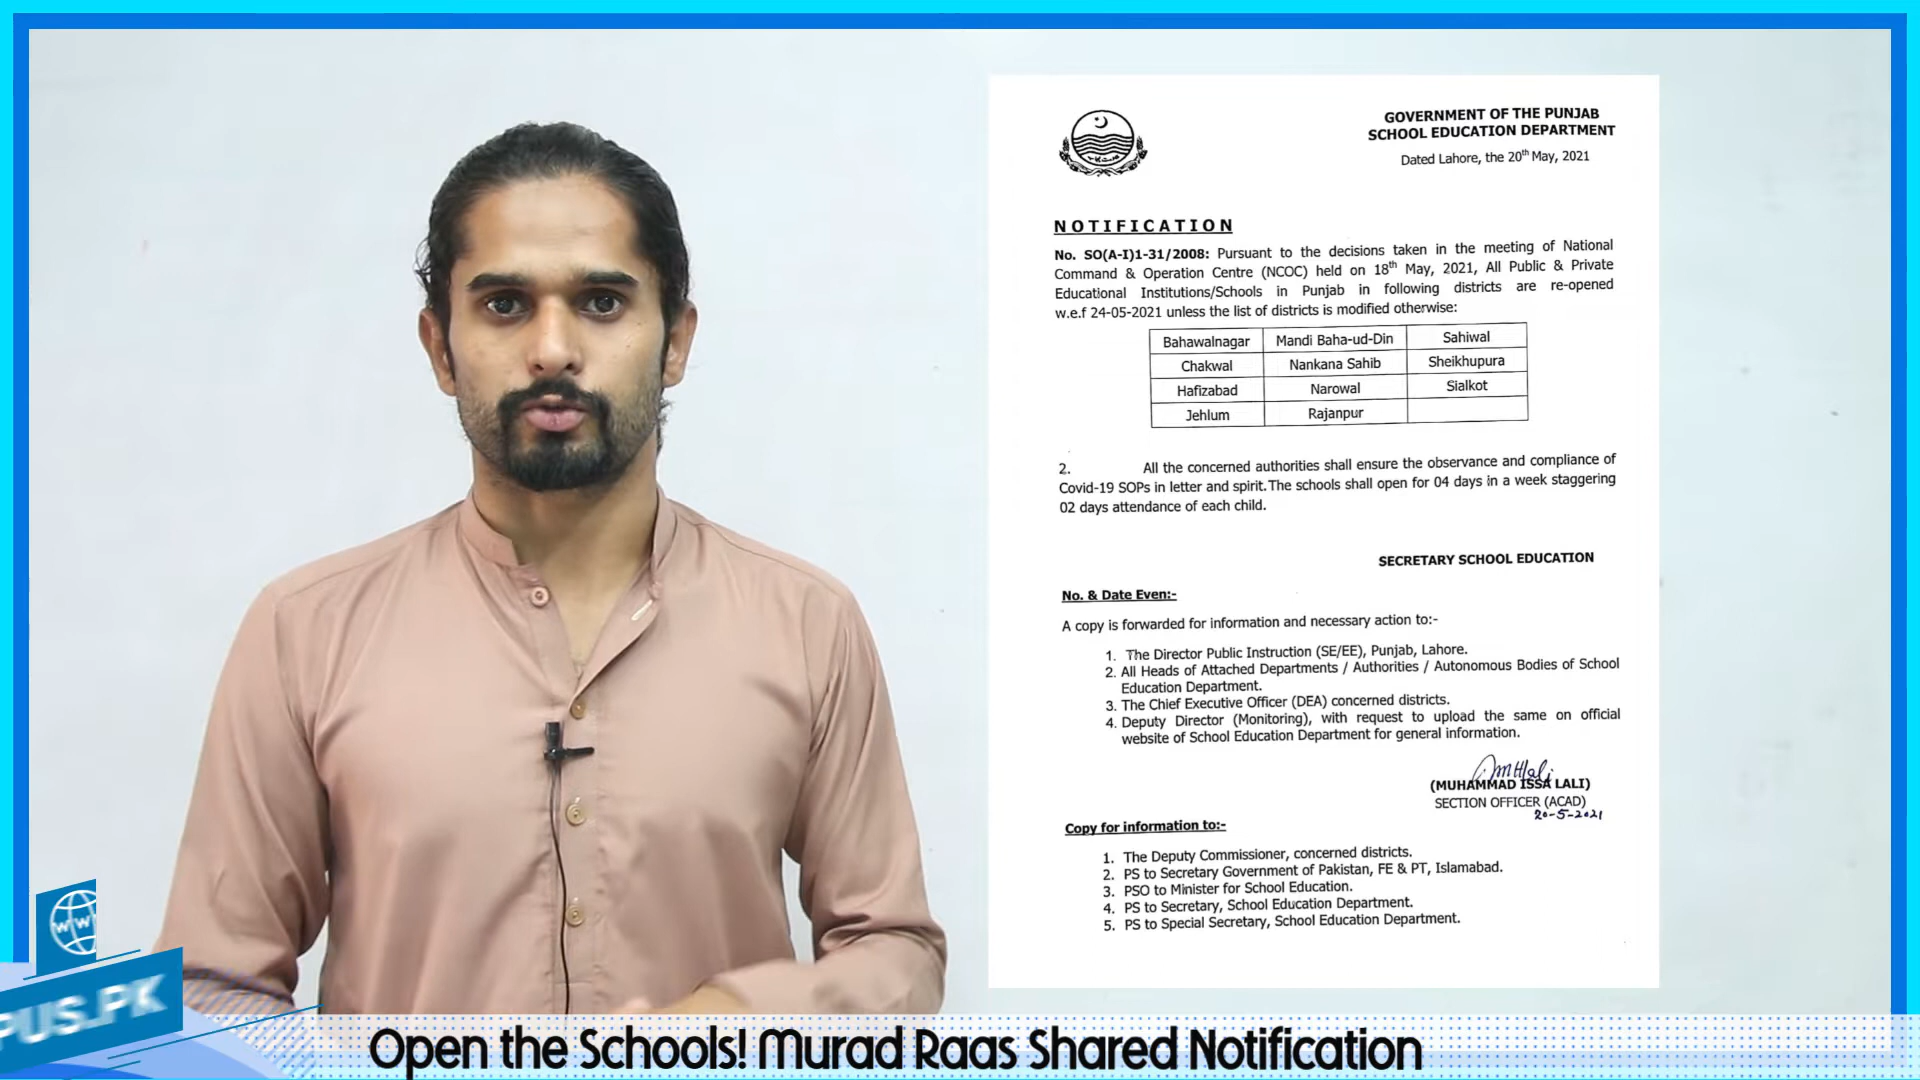 GOVERNMENT OF THE PUNJAB
SCHOOL EDUCATION DEPARTMENT
Dated Lahore, the 20th May, 2021
NOTIFICATION
No. SO(A-I)1-31/2008: Pursuant to the decisions taken in the meeting of National
Command & Operation Centre (NCOC) held on 18th May, 2021, All Public & Private
Educational Institutions/Schools in Punjab in following districts are re-opened
w.e.f 24-05-2021 unless the list of districts is modified otherwise:
Bahawalnagar Mandi Baha-ud-Din Sahiwal
Chakwal Nankana Sahib Sheikhupura
Hafizabad Narowal Sialkot
Jehlum Rajanpur
2. All the concerned authorities shall ensure the observance and compliance of
Covid-19 SOPs in letter and spirit. The schools shall open for 04 days in a week staggering
02 days attendance of each child.
SECRETARY SCHOOL EDUCATION
No. & Date Even:-
A copy is forwarded for information and necessary action to:-
1. The Director Public Instruction (SE/EE), Punjab, Lahore.
2. All Heads of Attached Departments / Authorities / Autonomous Bodies of School
Education Department.
3. The Chief Executive Officer (DEA) concerned districts.
4. Deputy Director (Monitoring), with request to upload the same on official
website of School Education Department for general information.
(MUHAMMAD ISSA LALI)
SECTION OFFICER (ACAD)
20-5-2021
Copy for information to:-
1. The Deputy Commissioner, concerned districts.
2. PS to Secretary Government of Pakistan, FE & PT, Islamabad.
3. PSO to Minister for School Education.
4. PS to Secretary, School Education Department.
5. PS to Special Secretary, School Education Department.
WW
PUS.PK
Open the Schools! Murad Raas Shared Notification